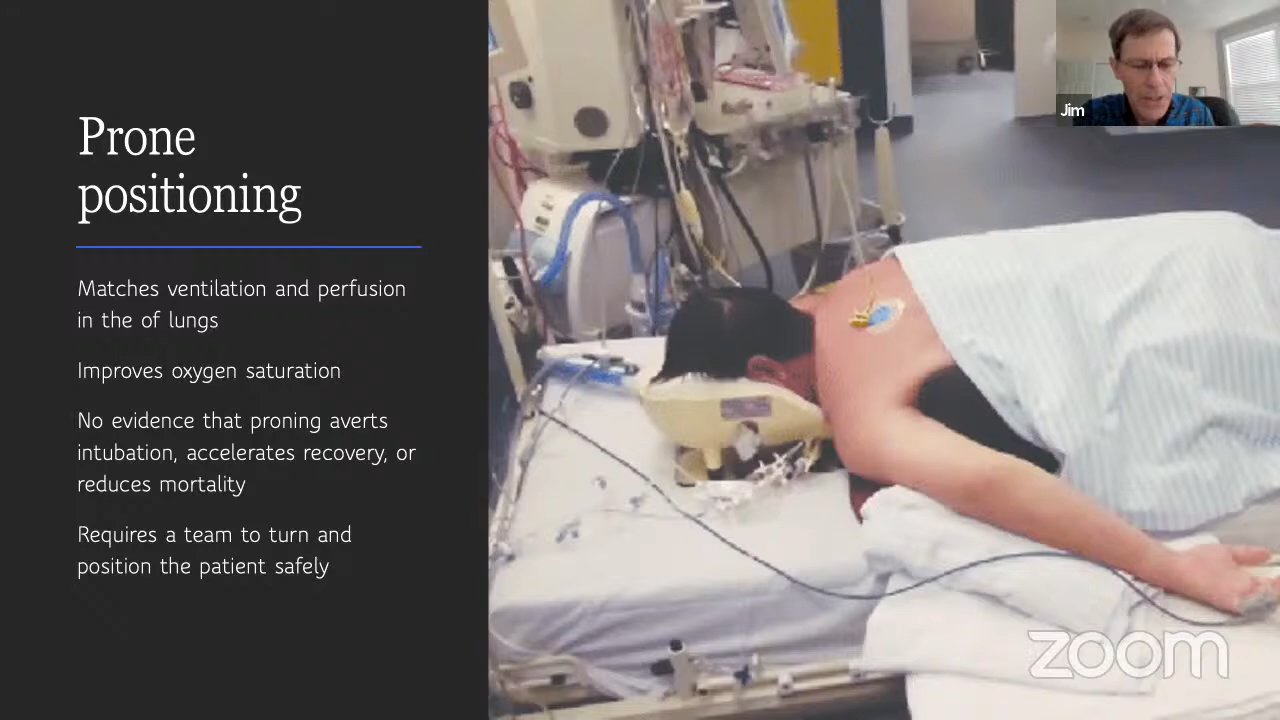 Prone
positioning
Matches ventilation and perfusion
in the of lungs
Improves oxygen saturation
No evidence that proning averts
intubation, accelerates recovery, or
reduces mortality
Requires a team to turn and
position the patient safely
Jim
zoom